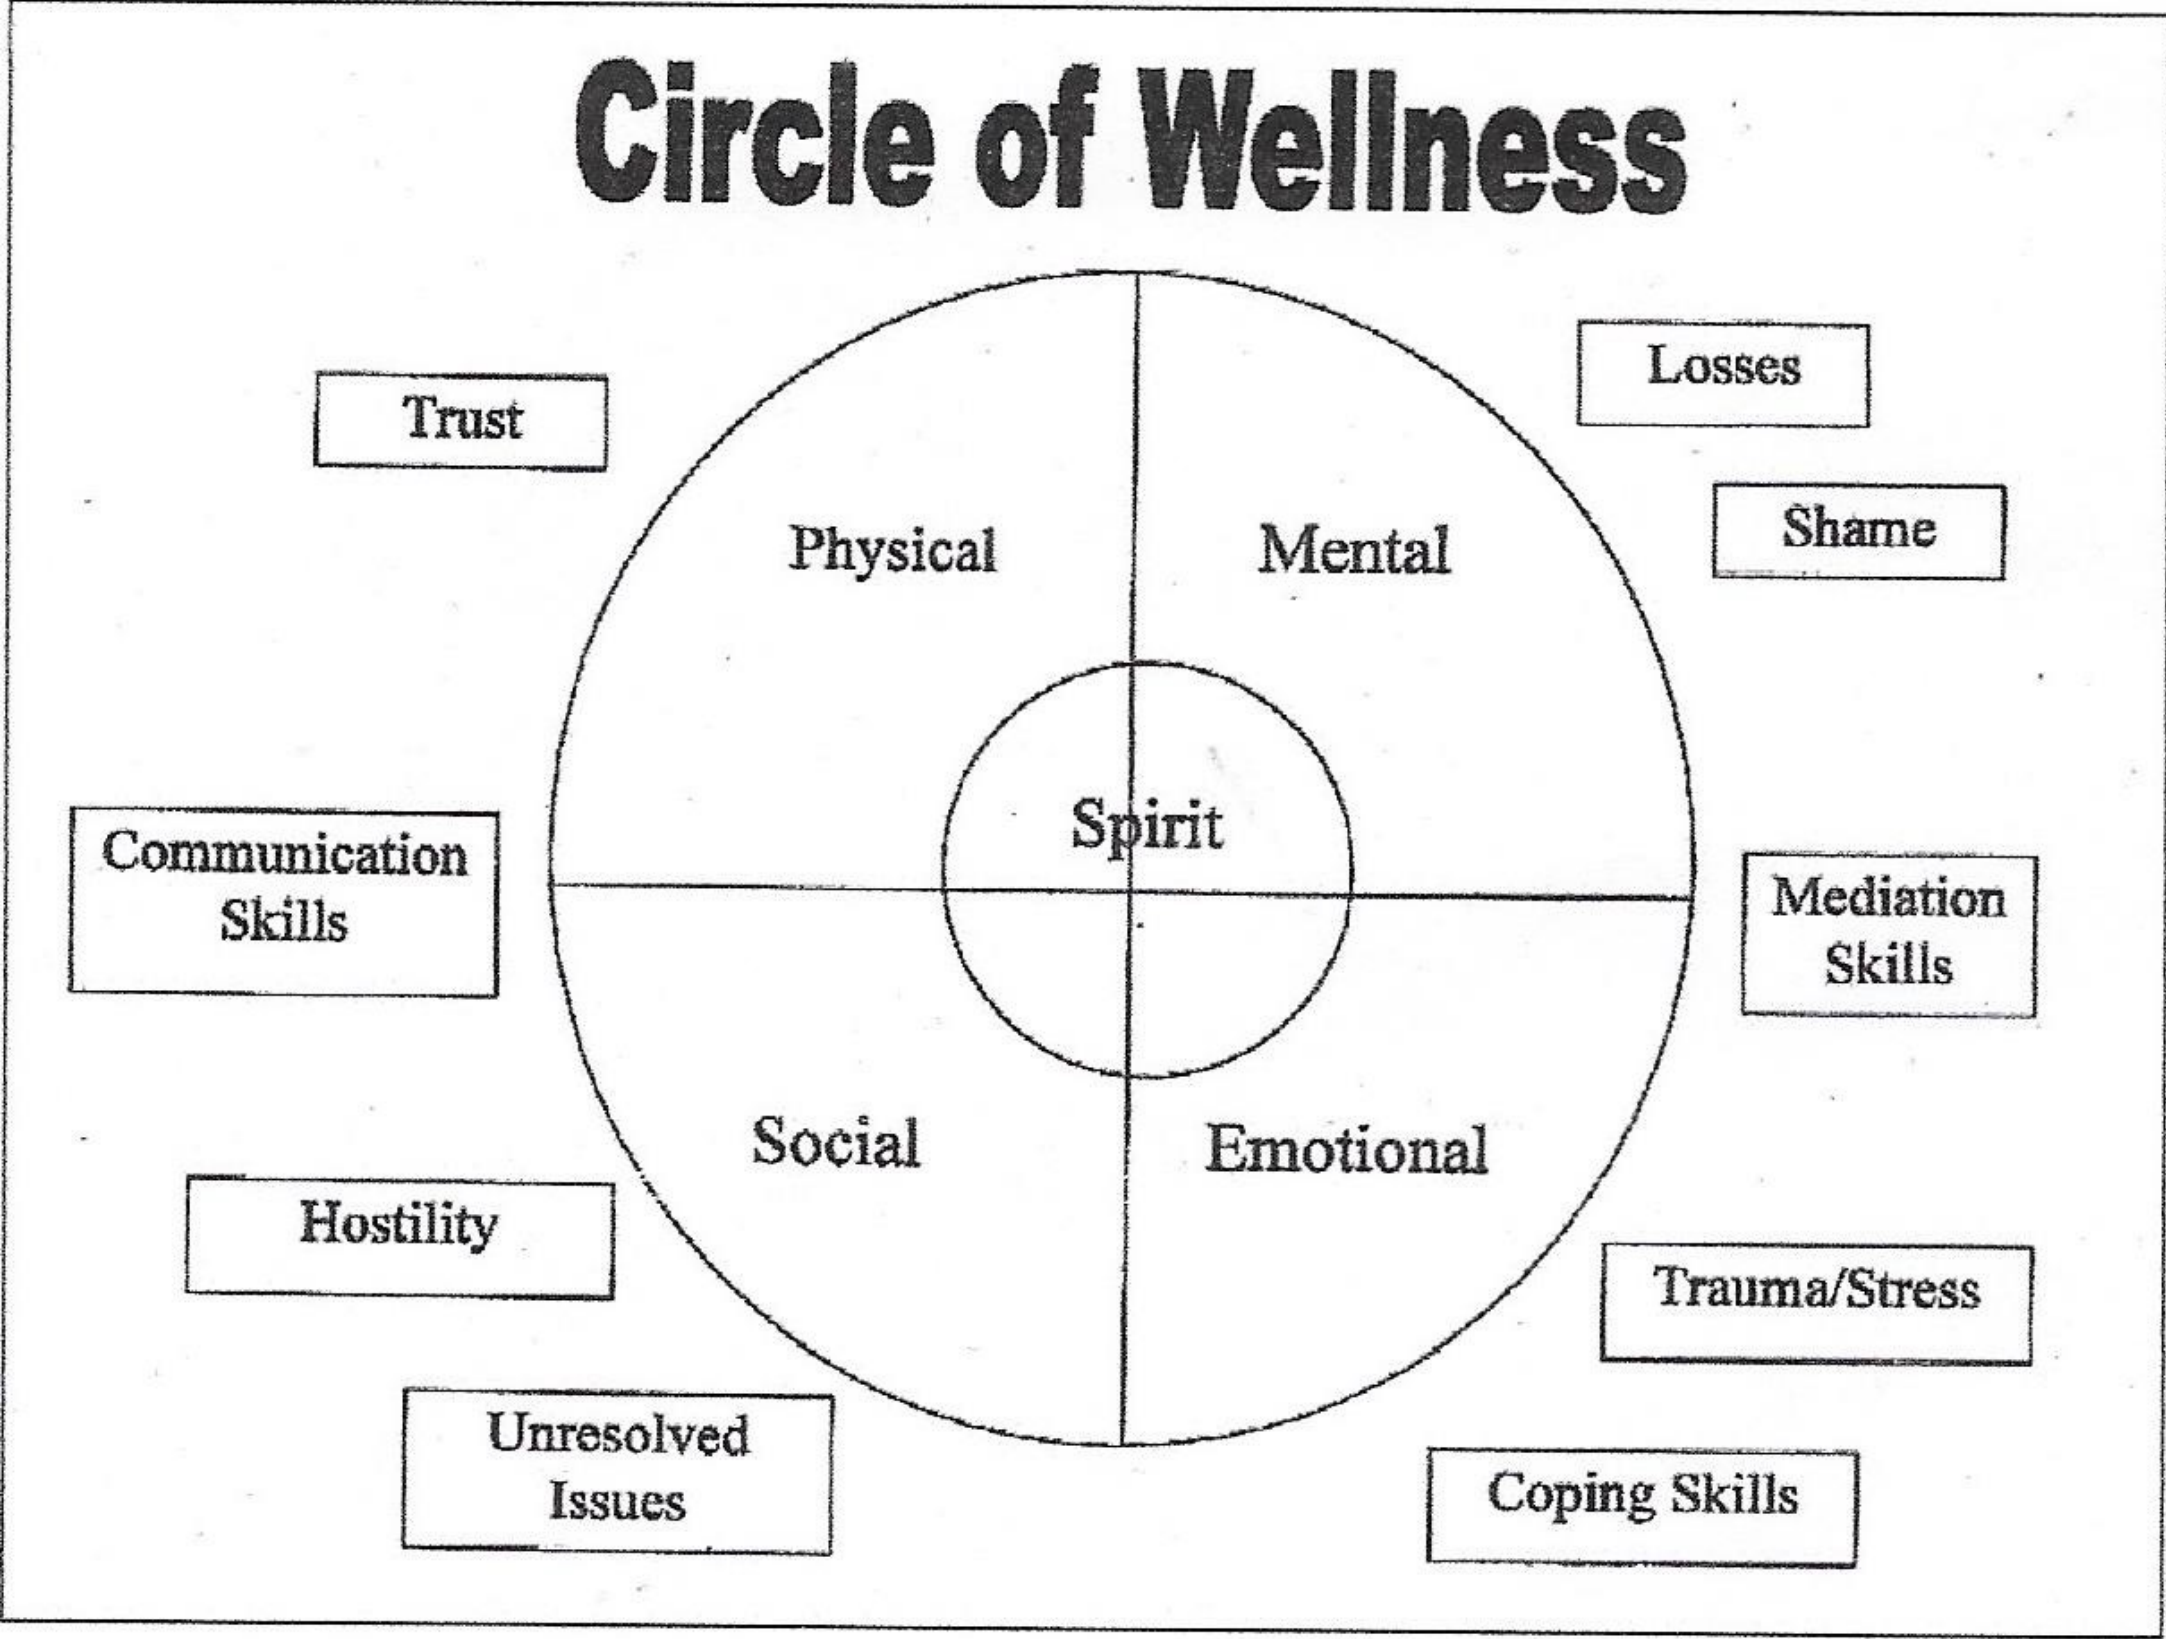 Circle of Wellness
Losses
Trust
Shame
Physical
Mental
Spirit
Communication
Skills
Mediation
Skills
Social
Emotional
Hostility
Trauma/Stress
Unresolved
Issues
Coping Skills